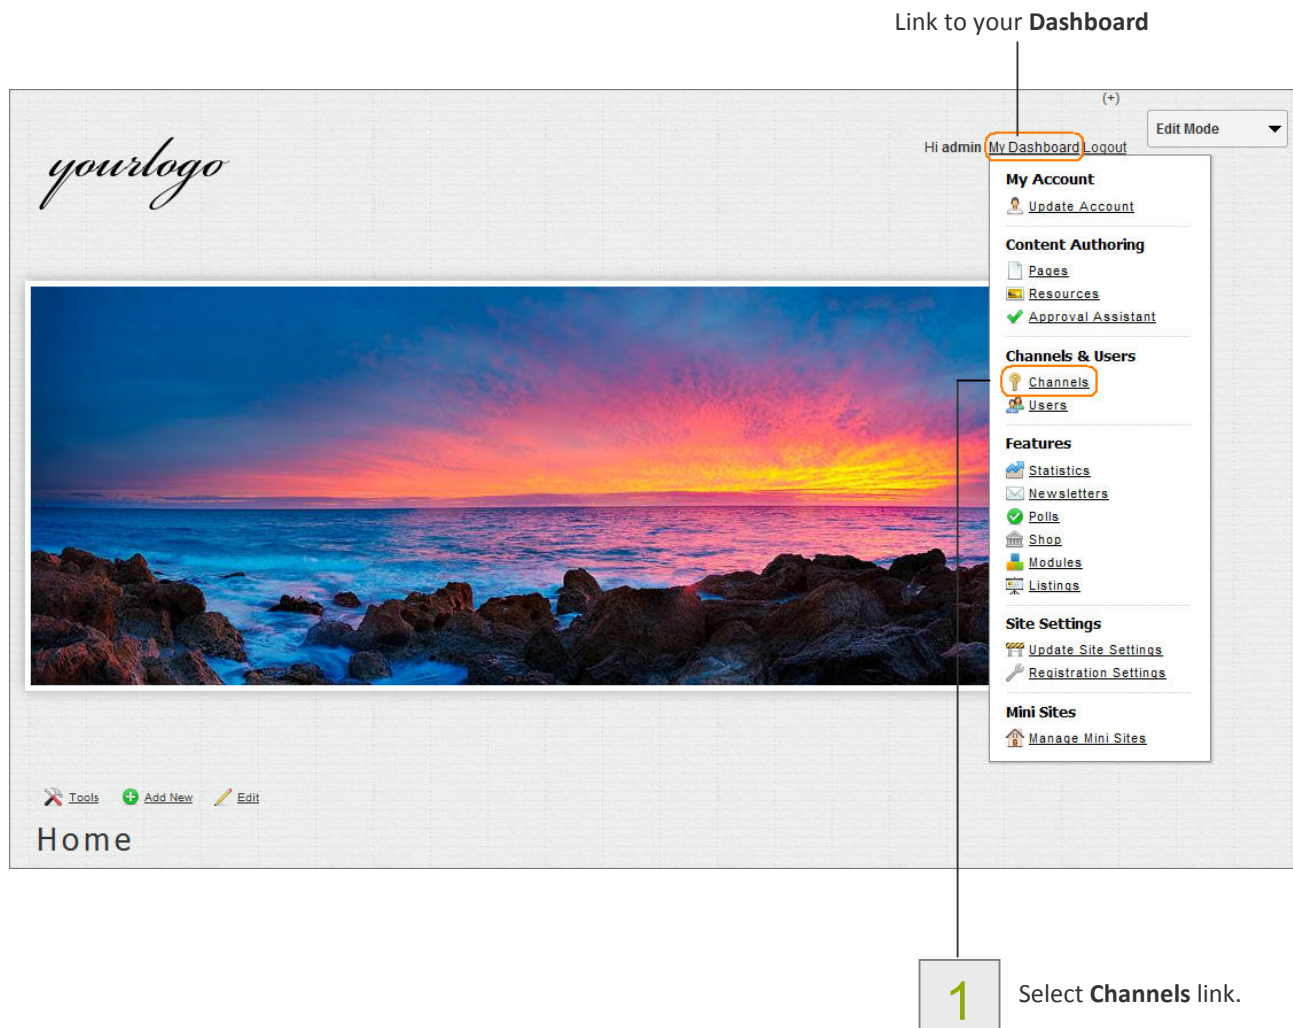 Link to your Dashboard
(+)
Edit Mode
yourlogo
Hi admin My Dashboard Logout
My Account
Update Account
Content Authoring
Pages
Resources
Approval Assistant
Channels & Users
Channels
Users
Features
Statistics
Newsletters
Polls
Shop
Modules
Listings
Site Settings
Update Site Settings
Registration Settings
Mini Sites
Manage Mini Sites
Tools Add New Edit
Home
1 Select Channels link.